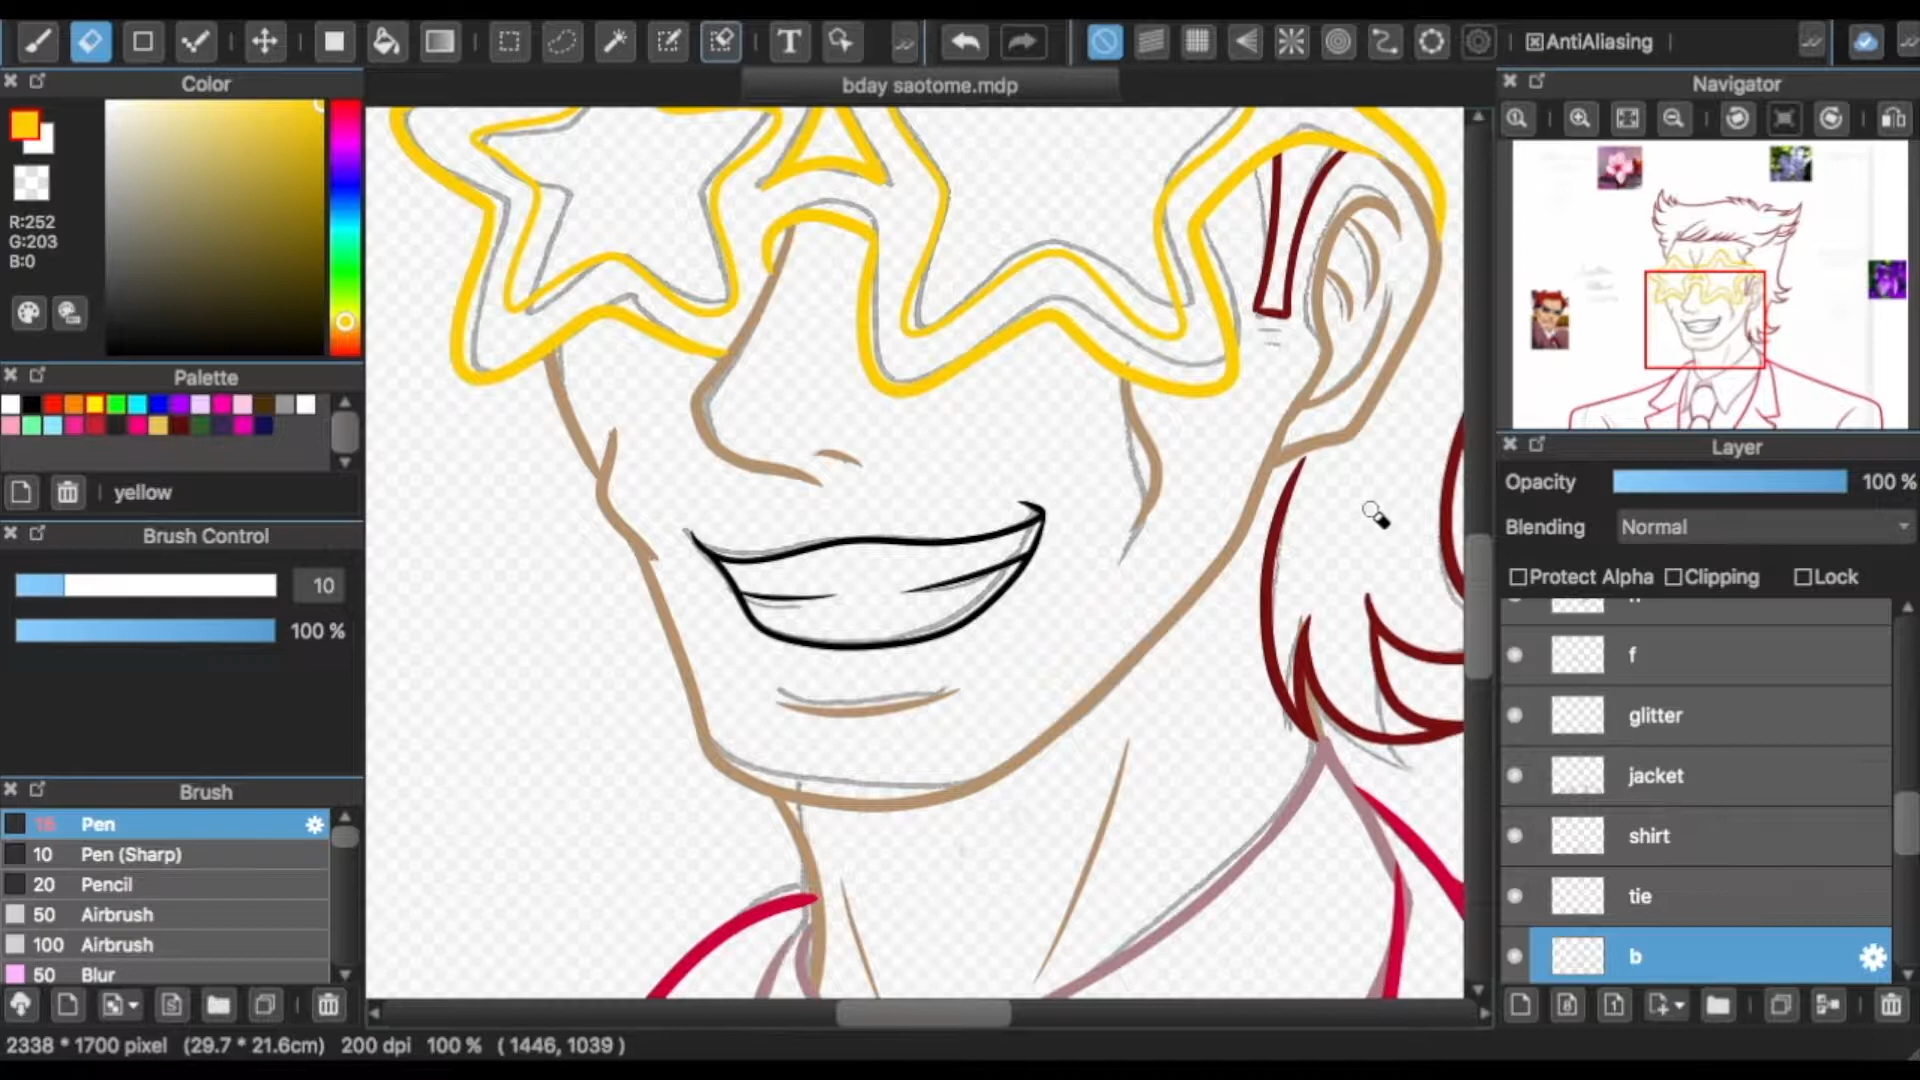 T
AntiAliasing
Color
bday saotome.mdp
Navigator
R:252
G:203
B:0
Palette
yellow
Brush Control
10
100 %
Brush
15 Pen
10 Pen (Sharp)
20 Pencil
50 Airbrush
100 Airbrush
50 Blur
Layer
Opacity 100 %
Blending Normal
Protect Alpha Clipping Lock
f
glitter
jacket
shirt
tie
b
2338 * 1700 pixel (29.7 * 21.6cm) 200 dpi 100 % ( 1446, 1039 )